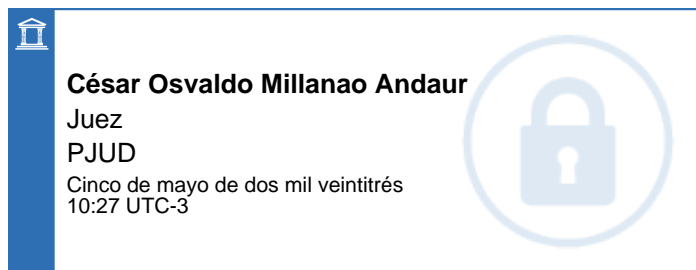 César Osvaldo Millanao Andaur
Juez
PJUD
Cinco de mayo de dos mil veintitrés
10:27 UTC-3